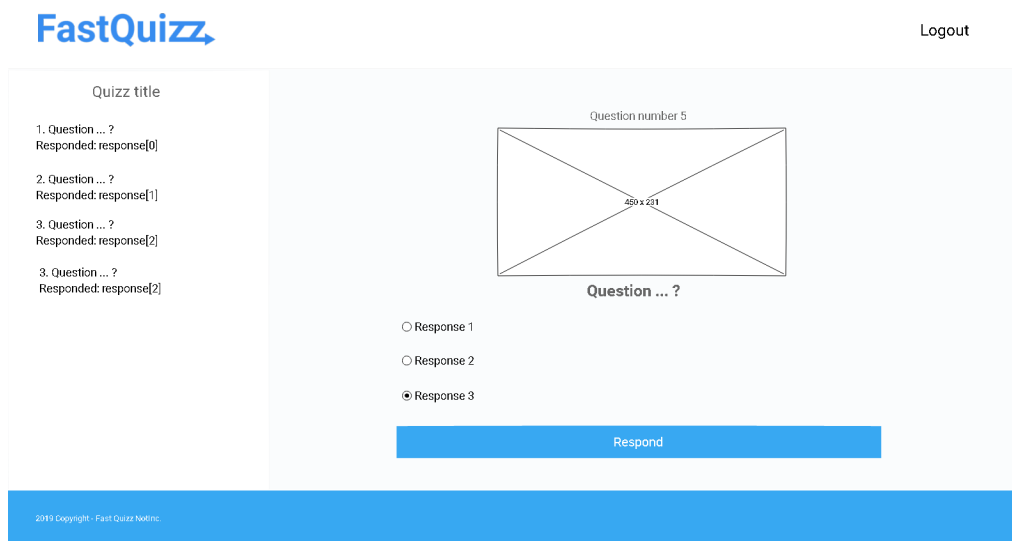 FastQuizz
Logout
Quizz title
1. Question ... ?
Responded: response[0]
2. Question ... ?
Responded: response[1]
3. Question ... ?
Responded: response[2]
3. Question ... ?
Responded: response[2]
Question number 5
450 x 231
Question ... ?
Response 1
Response 2
Response 3
Respond
2019 Copyright - Fast Quizz NotInc.